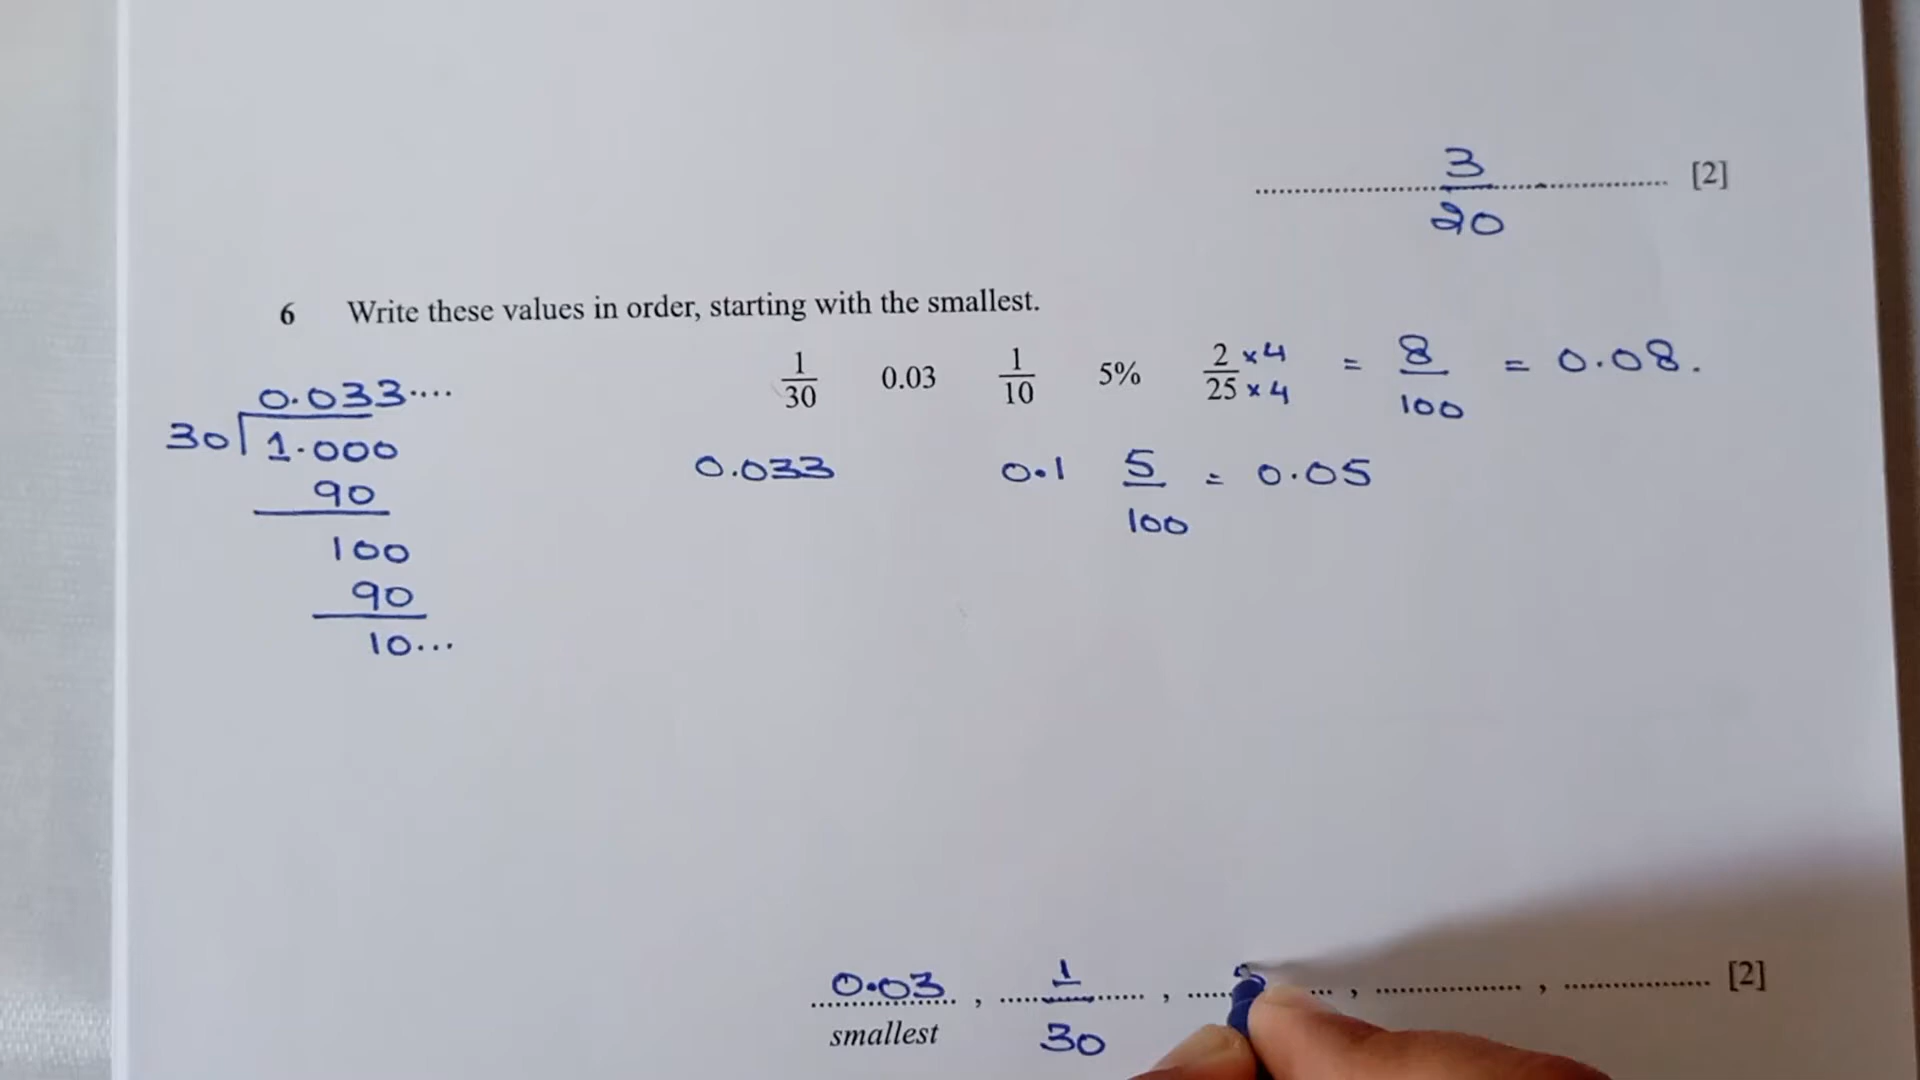 3
20 [2]
6 Write these values in order, starting with the smallest.
1/30 0.03 1/10 5% 2/25 ×4/×4 = 8/100 = 0.08.
0.033 0.1 5/100 = 0.05
0.033....
30 1.000
90
100
90
10...
0.03 , 1/30 , , , [2]
smallest